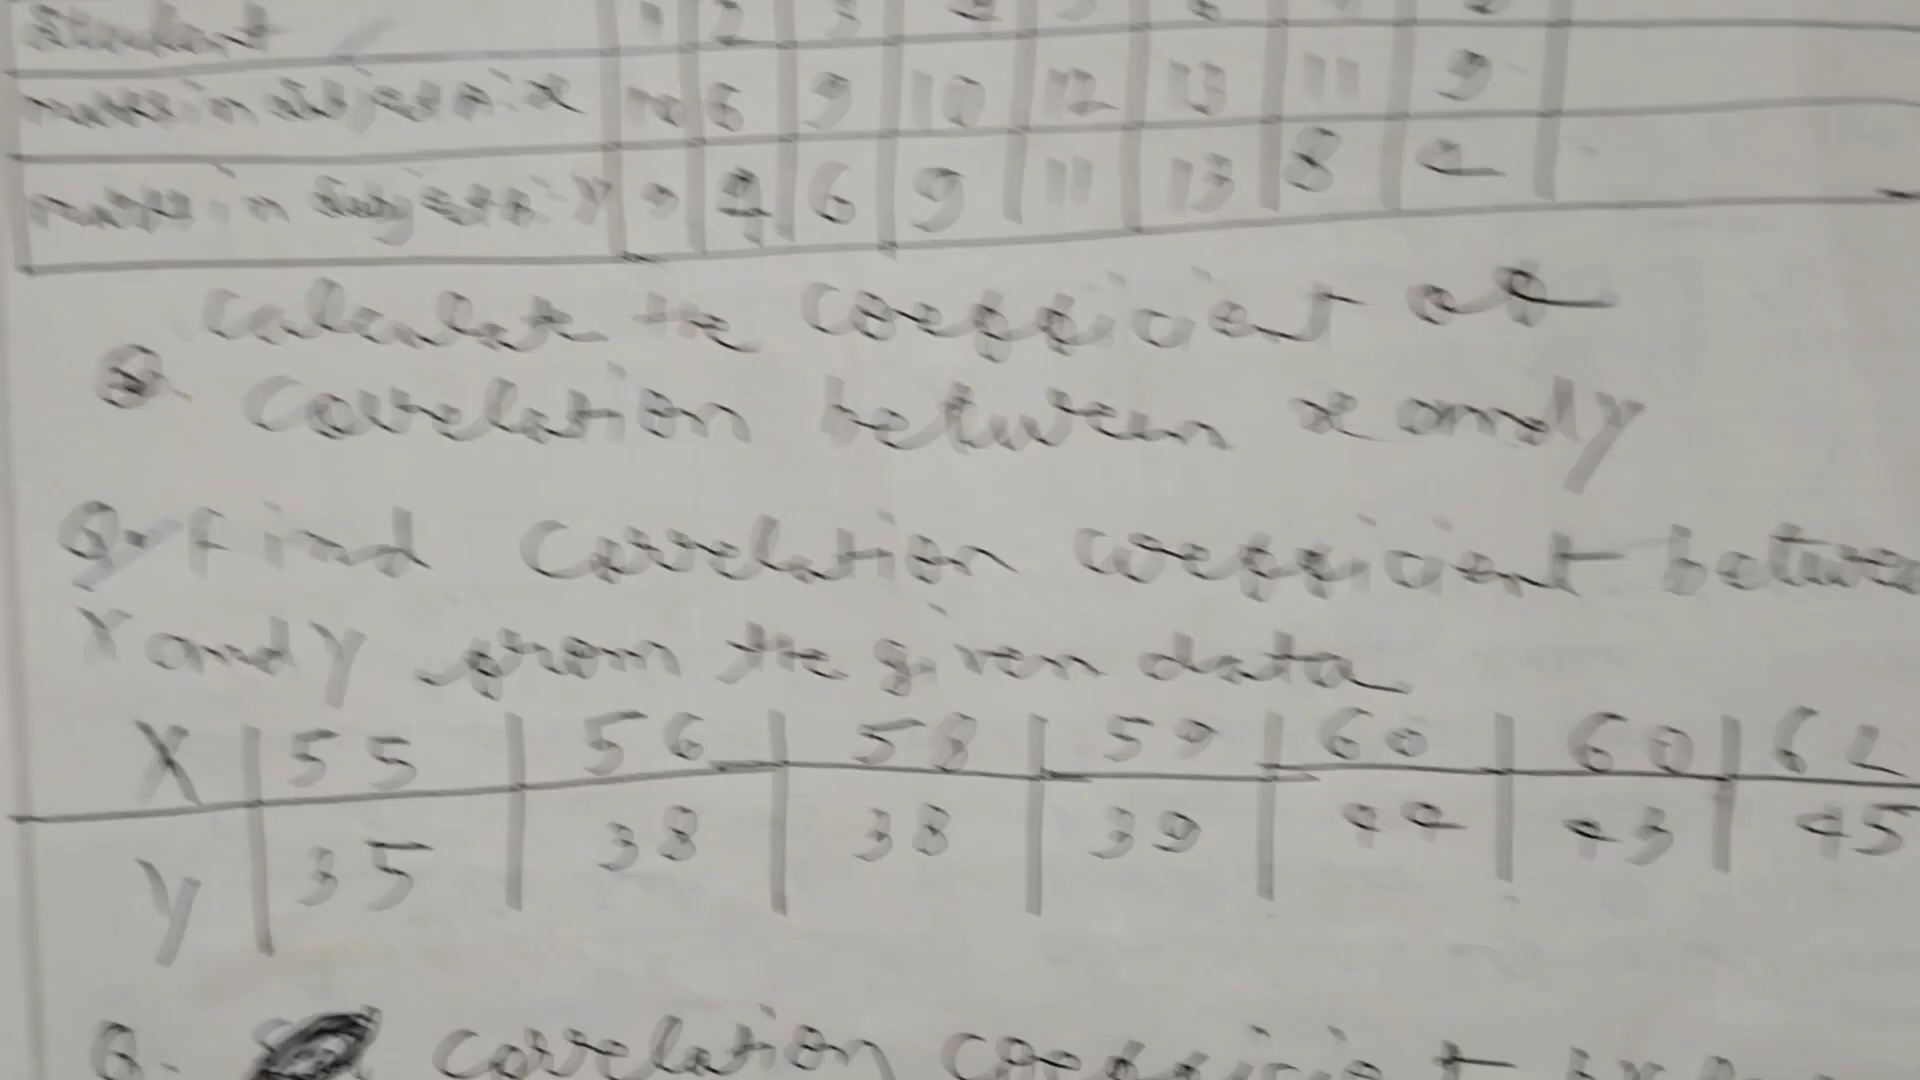 Student 1 2 3
marks in subject X 10 6 9 10 12 13 11 9
marks in subject Y 9 4 6 9 11 13 8 4
Calculate the coefficient of
Correlation between x and y
Q. Find Correlation coefficient between
X and Y from the given data
X 55 56 58 59 60 60 62
Y 35 38 38 39 44 43 45
Q. correlation